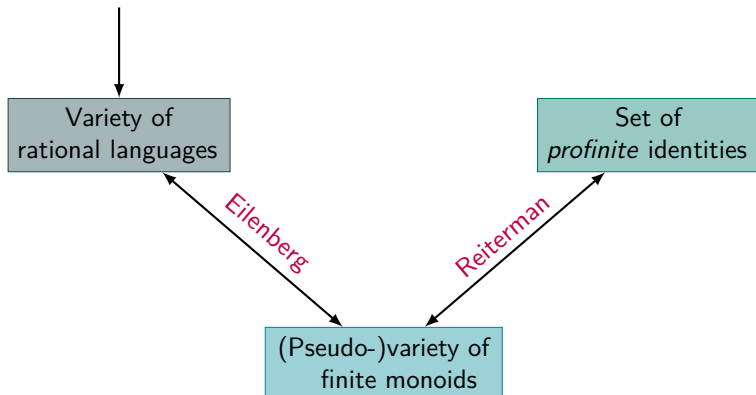 Variety of
rational languages
Set of
profinite identities
Eilenberg
Reiterman
(Pseudo-)variety of
finite monoids